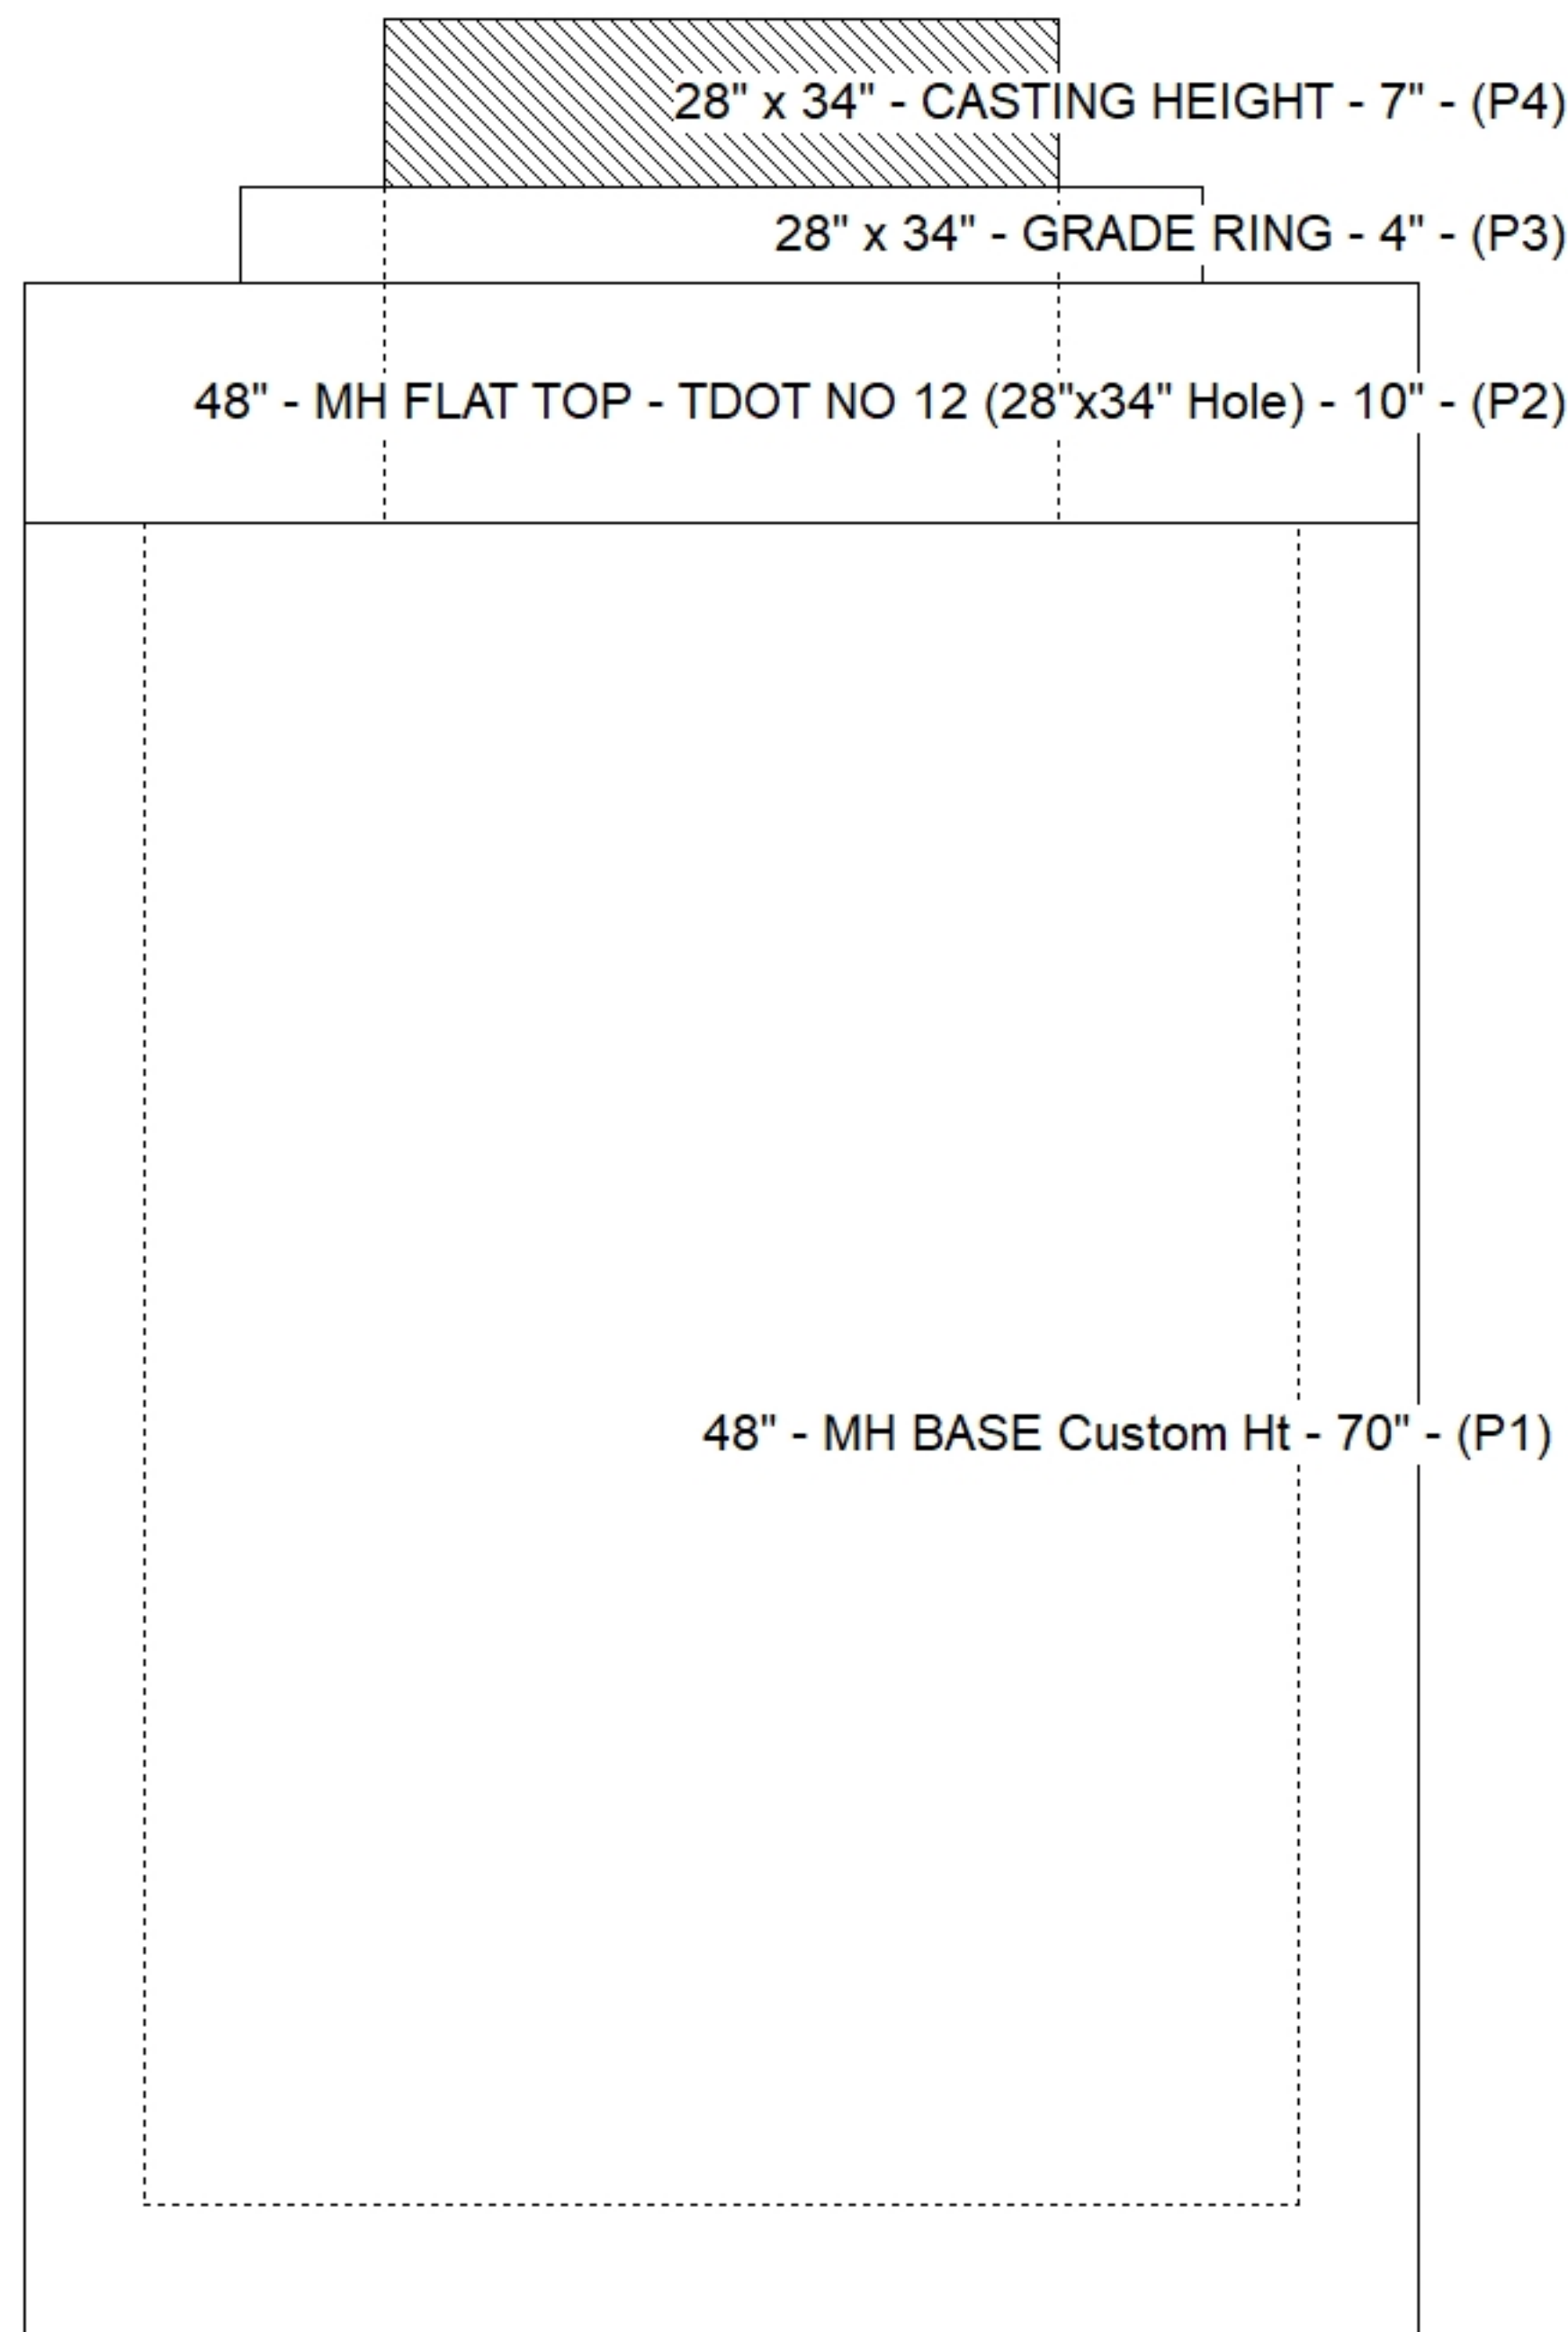 28" x 34" - CASTING HEIGHT - 7" - (P4)
28" x 34" - GRADE RING - 4" - (P3)
48" - MH FLAT TOP - TDOT NO 12 (28"x34" Hole) - 10" - (P2)
48" - MH BASE Custom Ht - 70" - (P1)